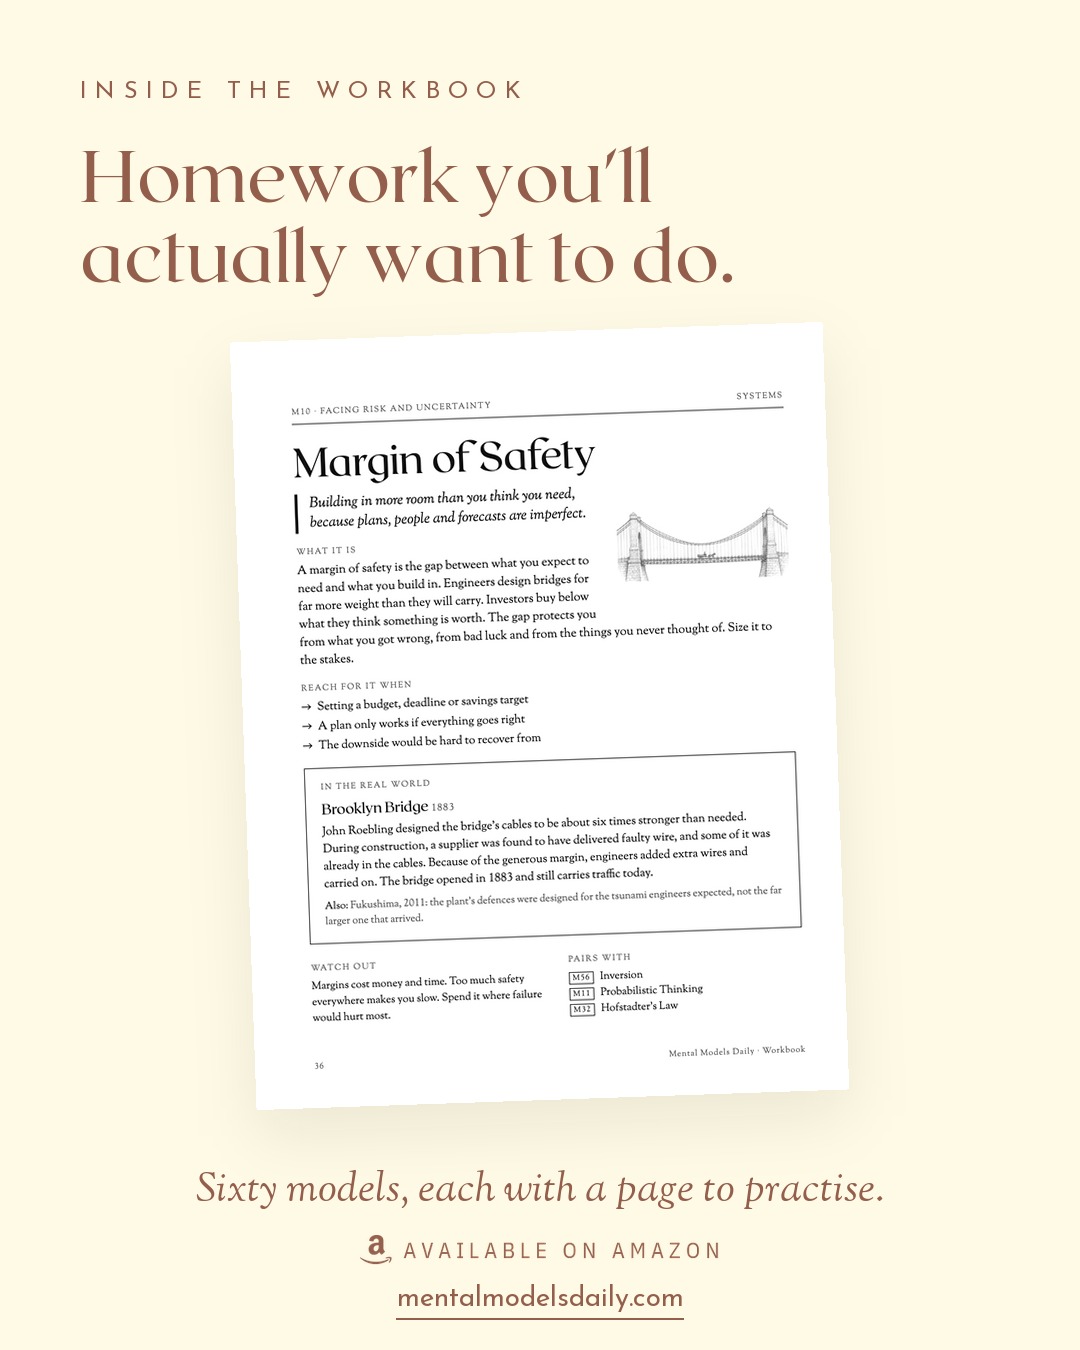 INSIDE THE WORKBOOK
Homework you'll
actually want to do.
M10 · FACING RISK AND UNCERTAINTY
SYSTEMS
Margin of Safety
Building in more room than you think you need,
because plans, people and forecasts are imperfect.
WHAT IT IS
A margin of safety is the gap between what you expect to
need and what you build in. Engineers design bridges for
far more weight than they will carry. Investors buy below
what they think something is worth. The gap protects you
from what you got wrong, from bad luck and from the things you never thought of. Size it to
the stakes.
REACH FOR IT WHEN
→ Setting a budget, deadline or savings target
→ A plan only works if everything goes right
→ The downside would be hard to recover from
IN THE REAL WORLD
Brooklyn Bridge 1883
John Roebling designed the bridge's cables to be about six times stronger than needed.
During construction, a supplier was found to have delivered faulty wire, and some of it was
already in the cables. Because of the generous margin, engineers added extra wires and
carried on. The bridge opened in 1883 and still carries traffic today.
Also: Fukushima, 2011: the plant's defences were designed for the tsunami engineers expected, not the far
larger one that arrived.
WATCH OUT
Margins cost money and time. Too much safety
everywhere makes you slow. Spend it where failure
would hurt most.
PAIRS WITH
M56 Inversion
M11 Probabilistic Thinking
M32 Hofstadter's Law
36
Mental Models Daily · Workbook
Sixty models, each with a page to practise.
a AVAILABLE ON AMAZON
mentalmodelsdaily.com